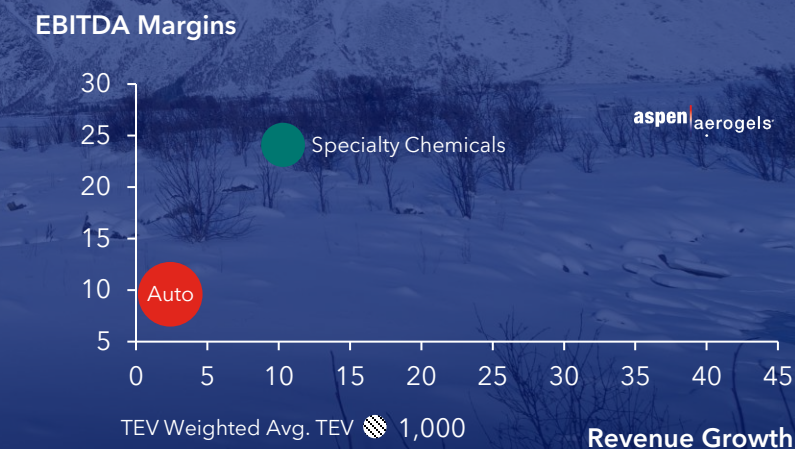 EBITDA Margins
30
25
20
15
10
5
aspen aerogels
Specialty Chemicals
Auto
0 5 10 15 20 25 30 35 40 45
TEV Weighted Avg. TEV 1,000
Revenue Growth